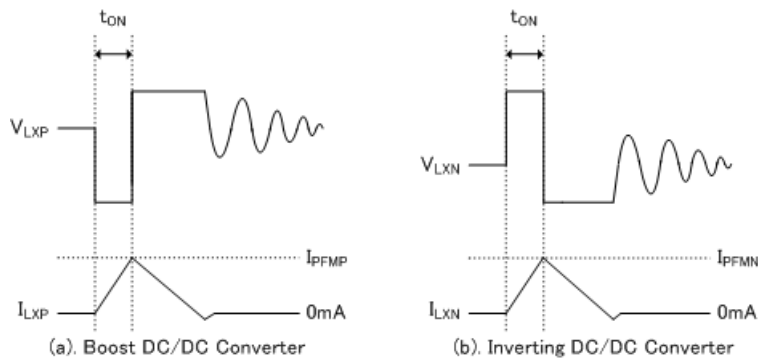 tON
tON
VLXP
VLXN
IPFMP
IPFMN
ILXP
0mA
ILXN
0mA
(a). Boost DC/DC Converter
(b). Inverting DC/DC Converter